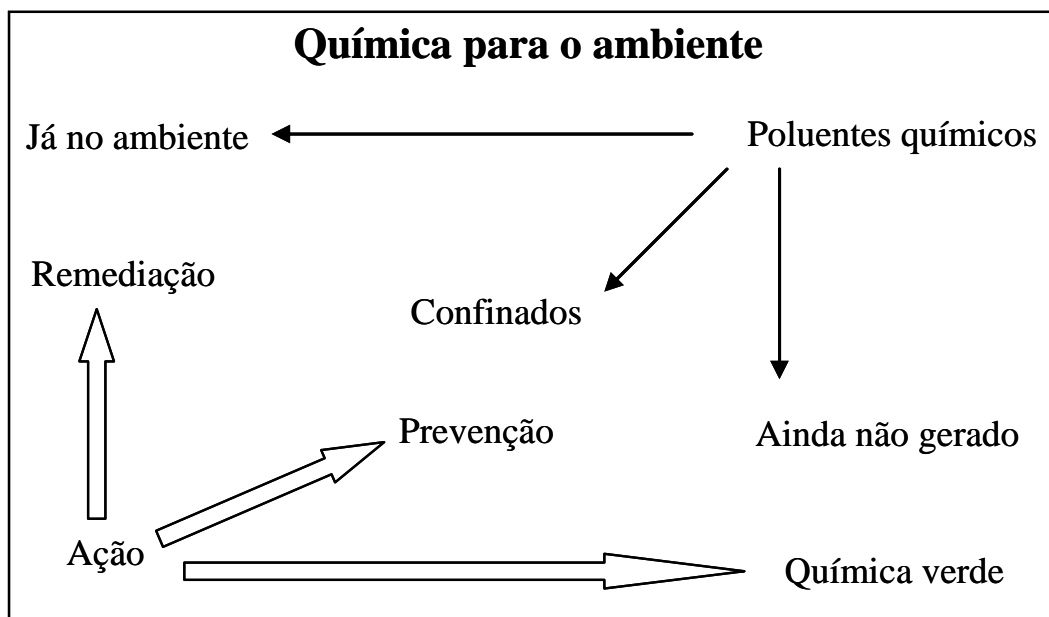 Química para o ambiente
Já no ambiente
Poluentes químicos
Remediação
Confinados
Prevenção
Ainda não gerado
Ação
Química verde